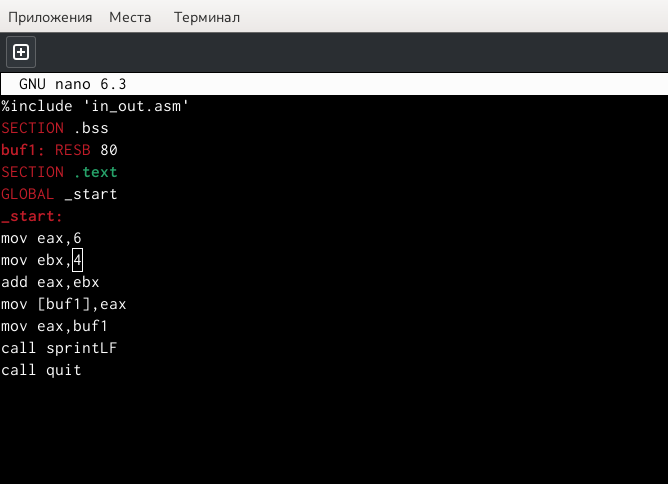 Приложения Места Терминал
GNU nano 6.3
%include 'in_out.asm'
SECTION .bss
buf1: RESB 80
SECTION .text
GLOBAL _start
_start:
mov eax,6
mov ebx,4
add eax,ebx
mov [buf1],eax
mov eax,buf1
call sprintLF
call quit